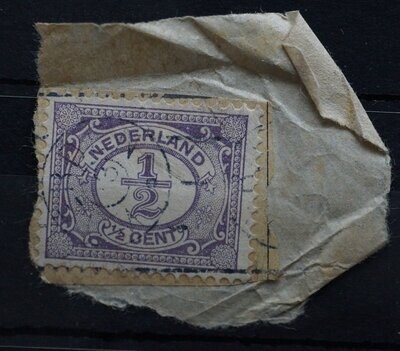 NEDERLAND
1/2
½ CENT